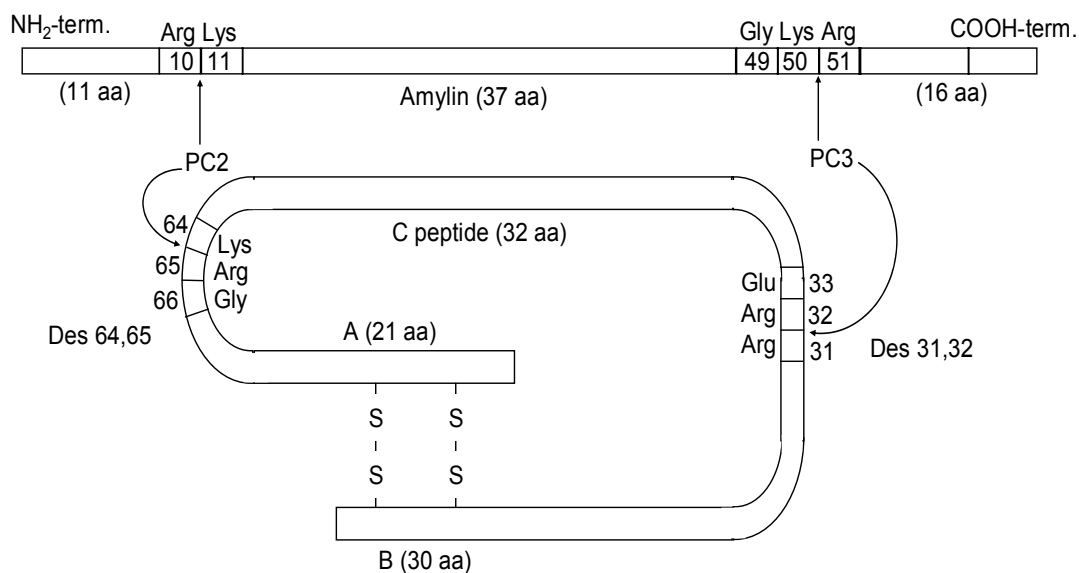 NH₂-term.
COOH-term.
Arg Lys
Gly Lys Arg
10 11
49 50 51
(11 aa)
Amylin (37 aa)
(16 aa)
PC2
PC3
64
C peptide (32 aa)
Lys
65
Arg
Glu 33
66
Gly
Arg 32
Des 64,65
A (21 aa)
Arg 31
Des 31,32
S S
S S
B (30 aa)